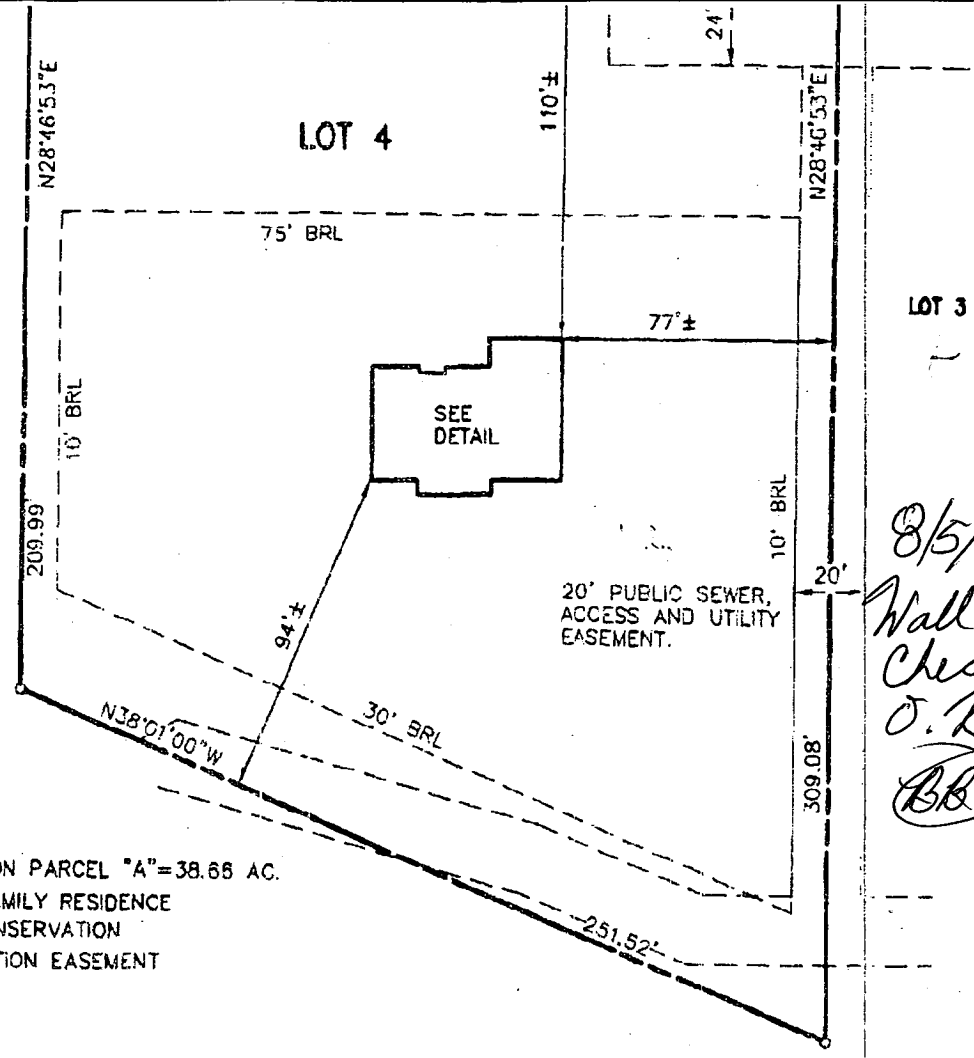 24'
N28°46'53"E
LOT 4
110'±
N28°46'53"E
75' BRL
LOT 3
77'±
10' BRL
SEE
DETAIL
10' BRL
209.99'
8/5/
20'
20' PUBLIC SEWER,
ACCESS AND UTILITY
EASEMENT.
Wall
94'±
30' BRL
N38°01'00"W
309.08'
BB
ON PARCEL "A"=38.66 AC.
MILY RESIDENCE
NSERVATION
TION EASEMENT
251.52'